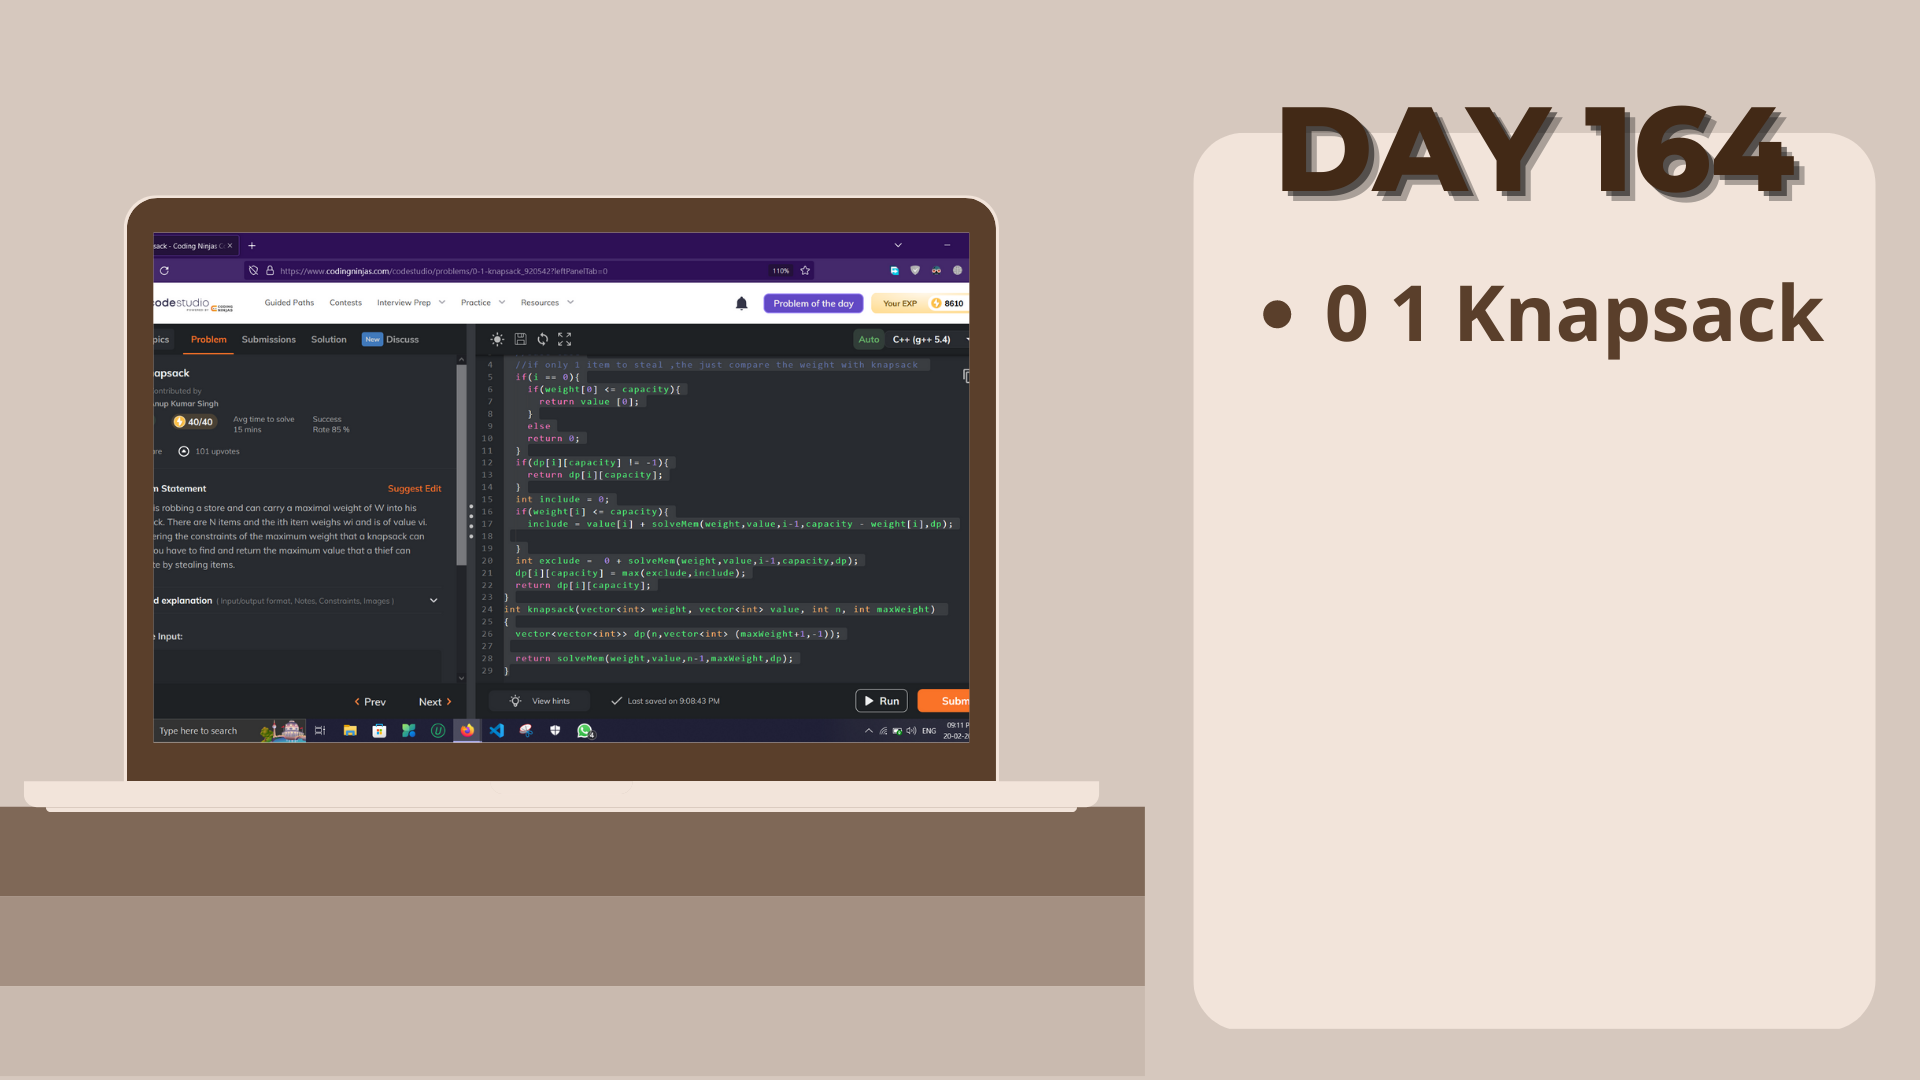 DAY 164
• 0 1 Knapsack
sack - Coding Ninjas C
https://www.codingninjas.com/codestudio/problems/0-1-knapsack_920542?leftPanelTab=0
110%
odestudio
POWERED BY CODING NINJAS
Guided Paths
Contests
Interview Prep
Practice
Resources
Problem of the day
Your EXP 8610
pics
Problem
Submissions
Solution
New Discuss
Auto
C++ (g++ 5.4)
apsack
ontributed by
nup Kumar Singh
40/40
Avg time to solve
15 mins
Success
Rate 85 %
re
101 upvotes
m Statement
Suggest Edit
is robbing a store and can carry a maximal weight of W into his
ck. There are N items and the ith item weighs wi and is of value vi.
ering the constraints of the maximum weight that a knapsack can
ou have to find and return the maximum value that a thief can
te by stealing items.
d explanation ( Input/output format, Notes, Constraints, Images )
e Input:
Prev
Next
4 //if only 1 item to steal ,the just compare the weight with knapsack
5 if(i == 0){
6 if(weight[0] <= capacity){
7 return value [0];
8 }
9 else
10 return 0;
11 }
12 if(dp[i][capacity] != -1){
13 return dp[i][capacity];
14 }
15 int include = 0;
16 if(weight[i] <= capacity){
17 include = value[i] + solveMem(weight,value,i-1,capacity - weight[i],dp);
18
19 }
20 int exclude = 0 + solveMem(weight,value,i-1,capacity,dp);
21 dp[i][capacity] = max(exclude,include);
22 return dp[i][capacity];
23 }
24 int knapsack(vector<int> weight, vector<int> value, int n, int maxWeight)
25 {
26 vector<vector<int>> dp(n,vector<int> (maxWeight+1,-1));
27
28 return solveMem(weight,value,n-1,maxWeight,dp);
29 }
View hints
Last saved on 9:08:43 PM
Run
Subm
Type here to search
4
ENG
09:11 P
20-02-2